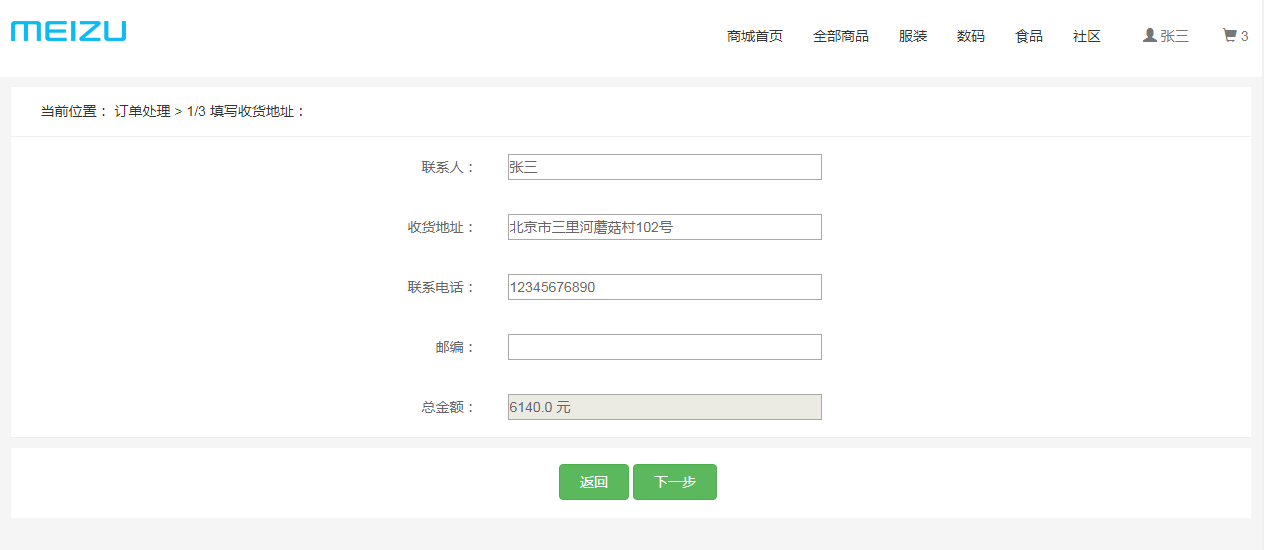 MEIZU
商城首页 全部商品 服装 数码 食品 社区 张三 3
当前位置： 订单处理 > 1/3 填写收货地址：
联系人： 张三
收货地址： 北京市三里河蘑菇村102号
联系电话： 12345676890
邮编：
总金额： 6140.0 元
返回 下一步